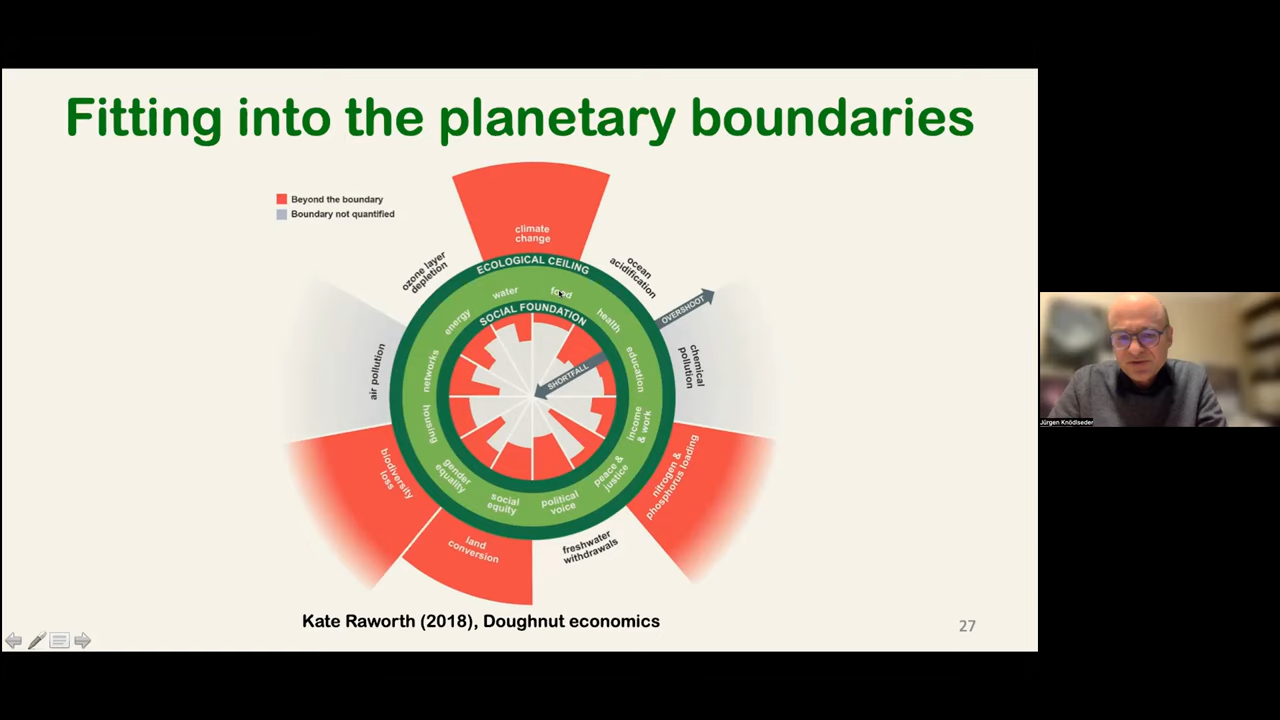 Fitting into the planetary boundaries
Beyond the boundary
Boundary not quantified
climate
change
ozone layer
depletion
ocean
acidification
ECOLOGICAL CEILING
water
food
SOCIAL FOUNDATION
energy
health
OVERSHOOT
networks
education
SHORTFALL
air pollution
chemical
pollution
housing
income
& work
biodiversity
loss
gender
equality
peace &
justice
nitrogen &
phosphorus loading
social
equity
political
voice
land
conversion
freshwater
withdrawals
Kate Raworth (2018), Doughnut economics
27
Jürgen Knödlseder